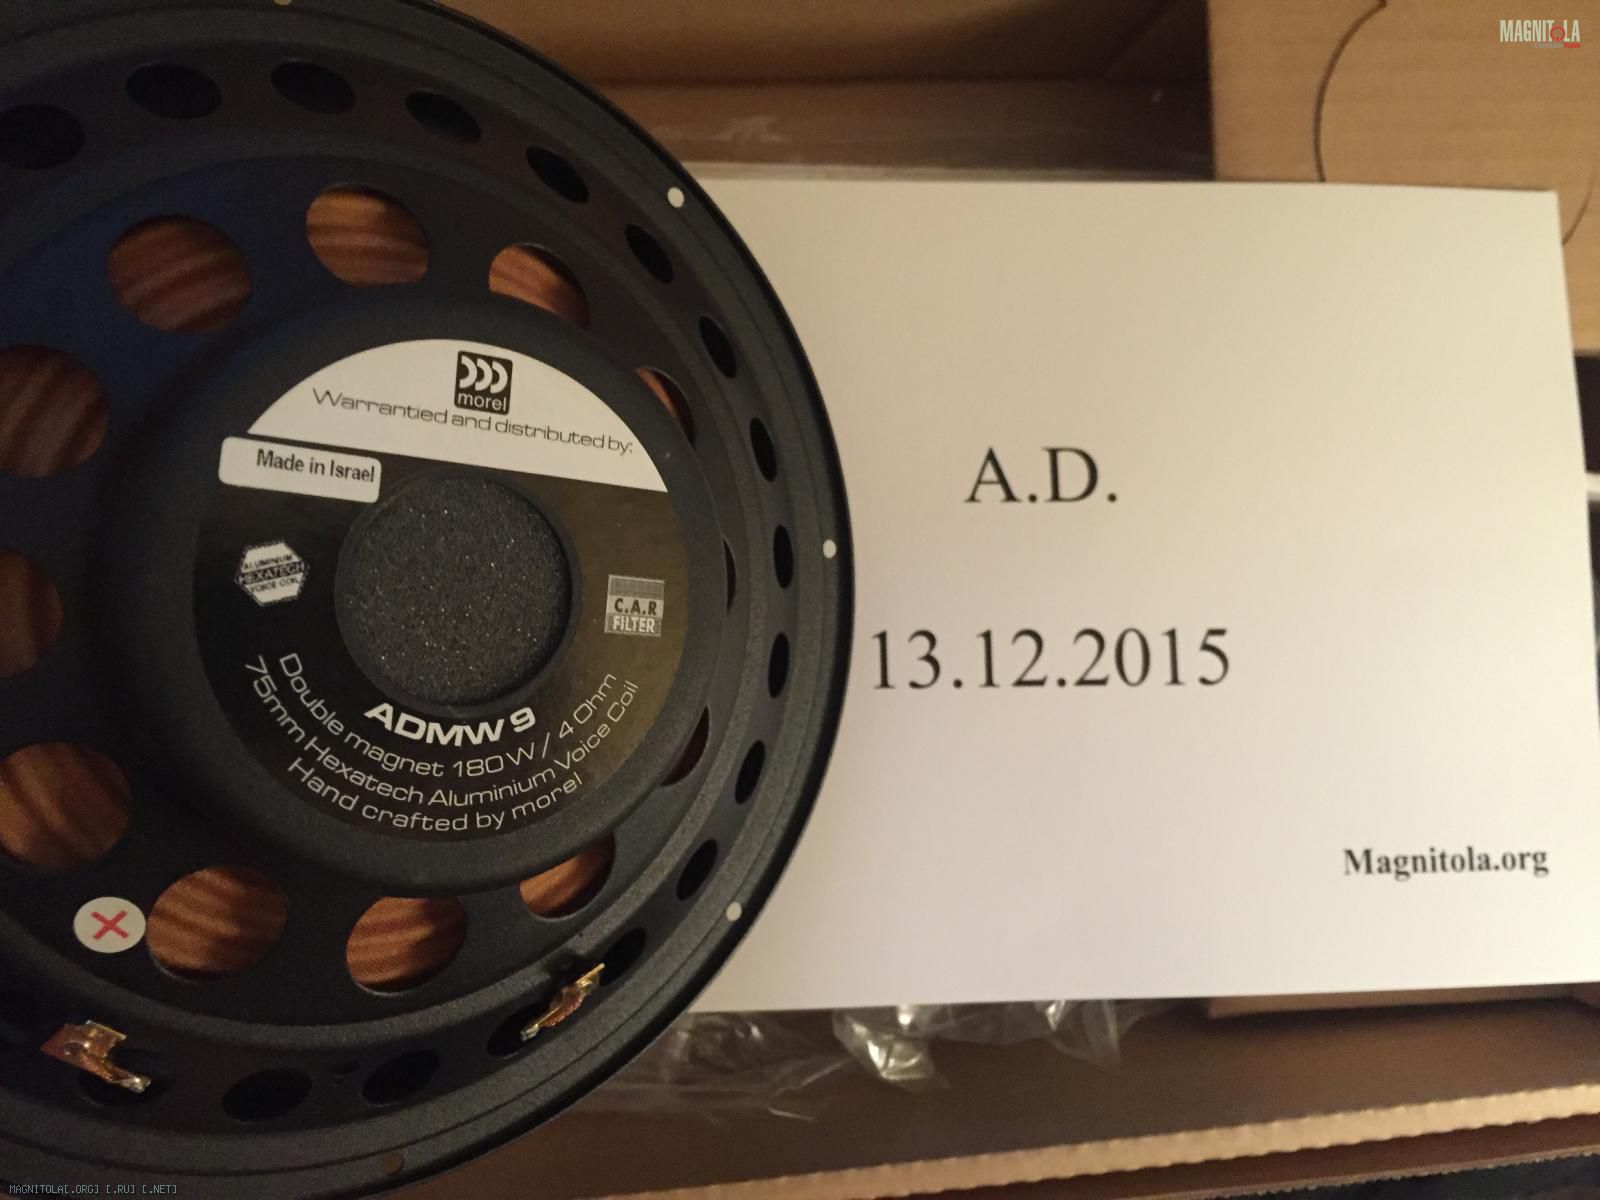 MAGNITOLA
morel
Warrantied and distributed by:
Made in Israel
ALUMINIUM
HEXATECH
VOICE COIL
C.A.R
FILTER
ADMW 9
Double magnet 180W / 4 Ohm
75mm Hexatech Aluminium Voice Coil
Hand crafted by morel
A.D.
13.12.2015
Magnitola.org
MAGNITOLA[.ORG] [.RU] [.NET]